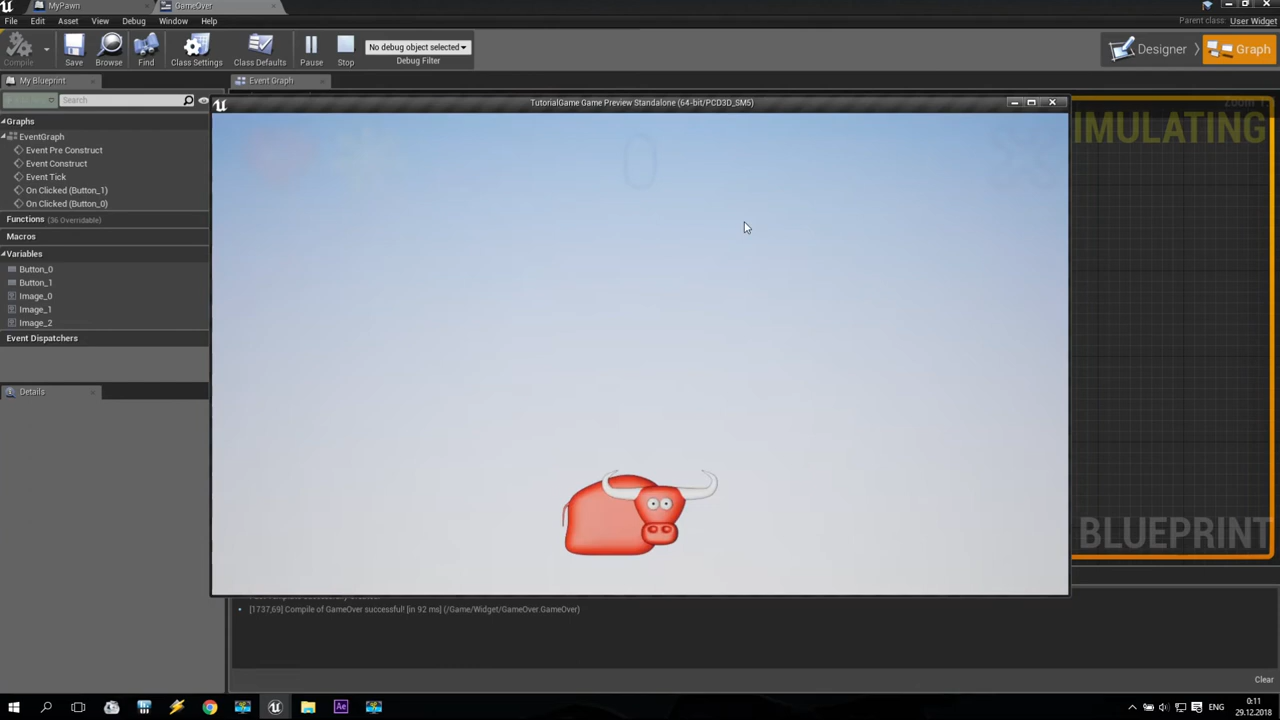 MyPawn
GameOver
File
Edit
Asset
View
Debug
Window
Help
Parent class:
User Widget
Compile
Save
Browse
Find
Class Settings
Class Defaults
Pause
Stop
No debug object selected
Debug Filter
Designer
Graph
My Blueprint
Event Graph
Search
TutorialGame Game Preview Standalone (64-bit/PCD3D_SM5)
Graphs
EventGraph
Event Pre Construct
Event Construct
Event Tick
On Clicked (Button_1)
On Clicked (Button_0)
Functions (36 Overridable)
Macros
Variables
Button_0
Button_1
Image_0
Image_1
Image_2
Event Dispatchers
Details
0
IMULATING
BLUEPRINT
[1737,69] Compile of GameOver successful! [in 92 ms] (/Game/Widget/GameOver.GameOver)
Clear
Ae
ENG
0:11
29.12.2018